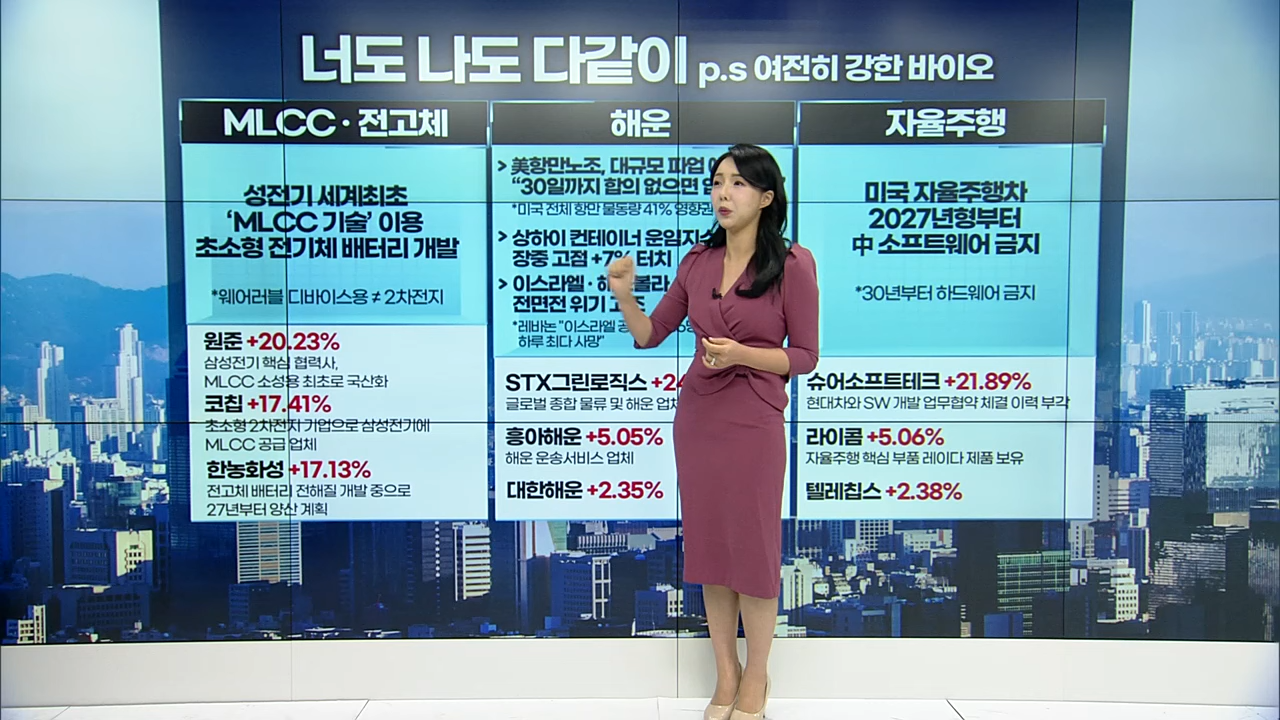 너도 나도 다같이 p.s 여전히 강한 바이오
MLCC·전고체
성전기 세계최초
‘MLCC 기술’ 이용
초소형 전기체 배터리 개발
*웨어러블 디바이스용 ≠ 2차전지
원준 +20.23%
삼성전기 핵심 협력사,
MLCC 소성용 최초로 국산화
코칩 +17.41%
초소형 2차전지 기업으로 삼성전기에
MLCC 공급 업체
한농화성 +17.13%
전고체 배터리 전해질 개발 중으로
27년부터 양산 계획
해운
> 美항만노조, 대규모 파업
“30일까지 합의 없으면
*미국 전체 항만 물동량 41% 영향권
> 상하이 컨테이너 운임지수
장중 고점 +7% 터치
> 이스라엘·
전면전 위기
*레바논 “이스라엘
하루 최다 사망”
STX그린로직스
글로벌 종합 물류 및 해운 업체
흥아해운 +5.05%
해운 운송서비스 업체
대한해운 +2.35%
자율주행
미국 자율주행차
2027년형부터
中 소프트웨어 금지
*30년부터 하드웨어 금지
슈어소프트테크 +21.89%
현대차와 SW 개발 업무협약 체결 이력 부각
라이콤 +5.06%
자율주행 핵심 부품 레이다 제품 보유
텔레칩스 +2.38%